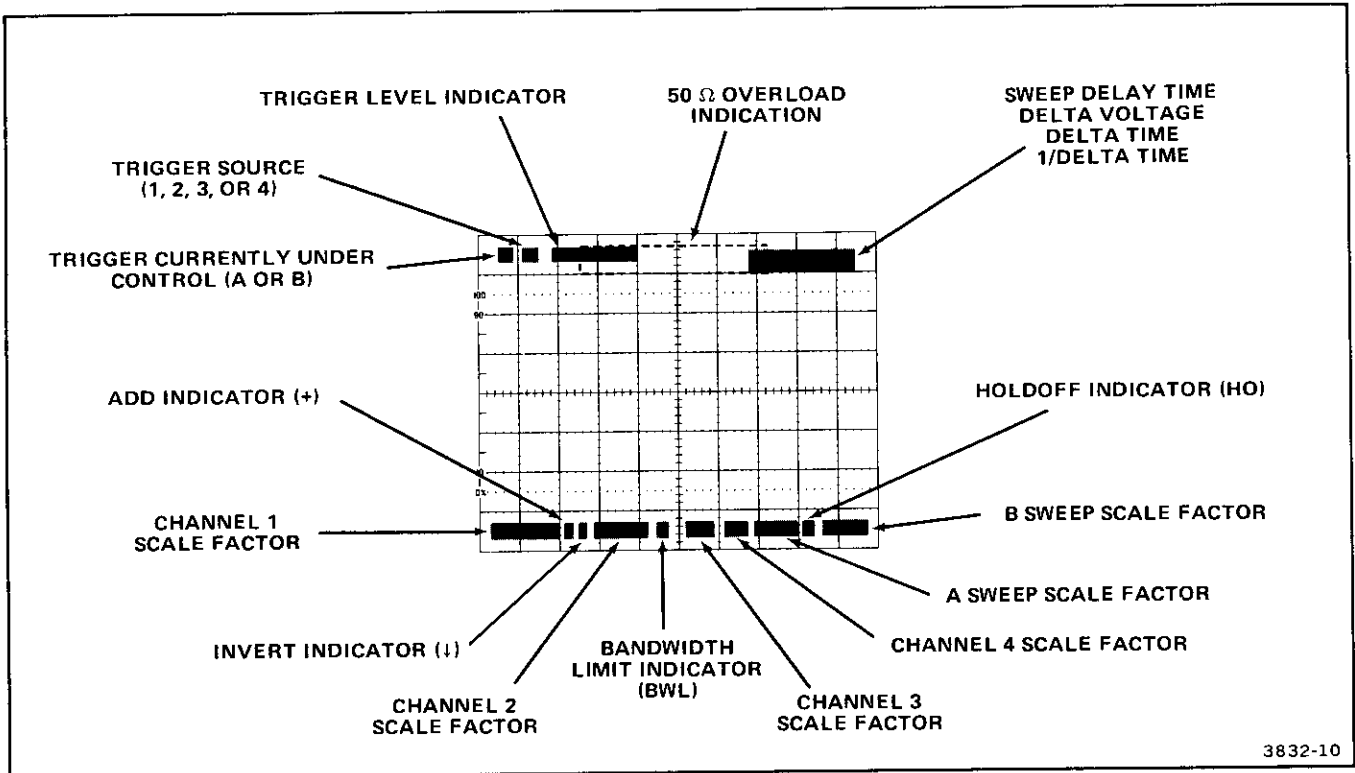 TRIGGER LEVEL INDICATOR
50 Ω OVERLOAD
INDICATION
SWEEP DELAY TIME
DELTA VOLTAGE
DELTA TIME
1/DELTA TIME
TRIGGER SOURCE
(1, 2, 3, OR 4)
TRIGGER CURRENTLY UNDER
CONTROL (A OR B)
100
90
ADD INDICATOR (+)
HOLDOFF INDICATOR (HO)
0%
CHANNEL 1
SCALE FACTOR
B SWEEP SCALE FACTOR
A SWEEP SCALE FACTOR
INVERT INDICATOR (↓)
BANDWIDTH
LIMIT INDICATOR
(BWL)
CHANNEL 4 SCALE FACTOR
CHANNEL 2
SCALE FACTOR
CHANNEL 3
SCALE FACTOR
3832-10